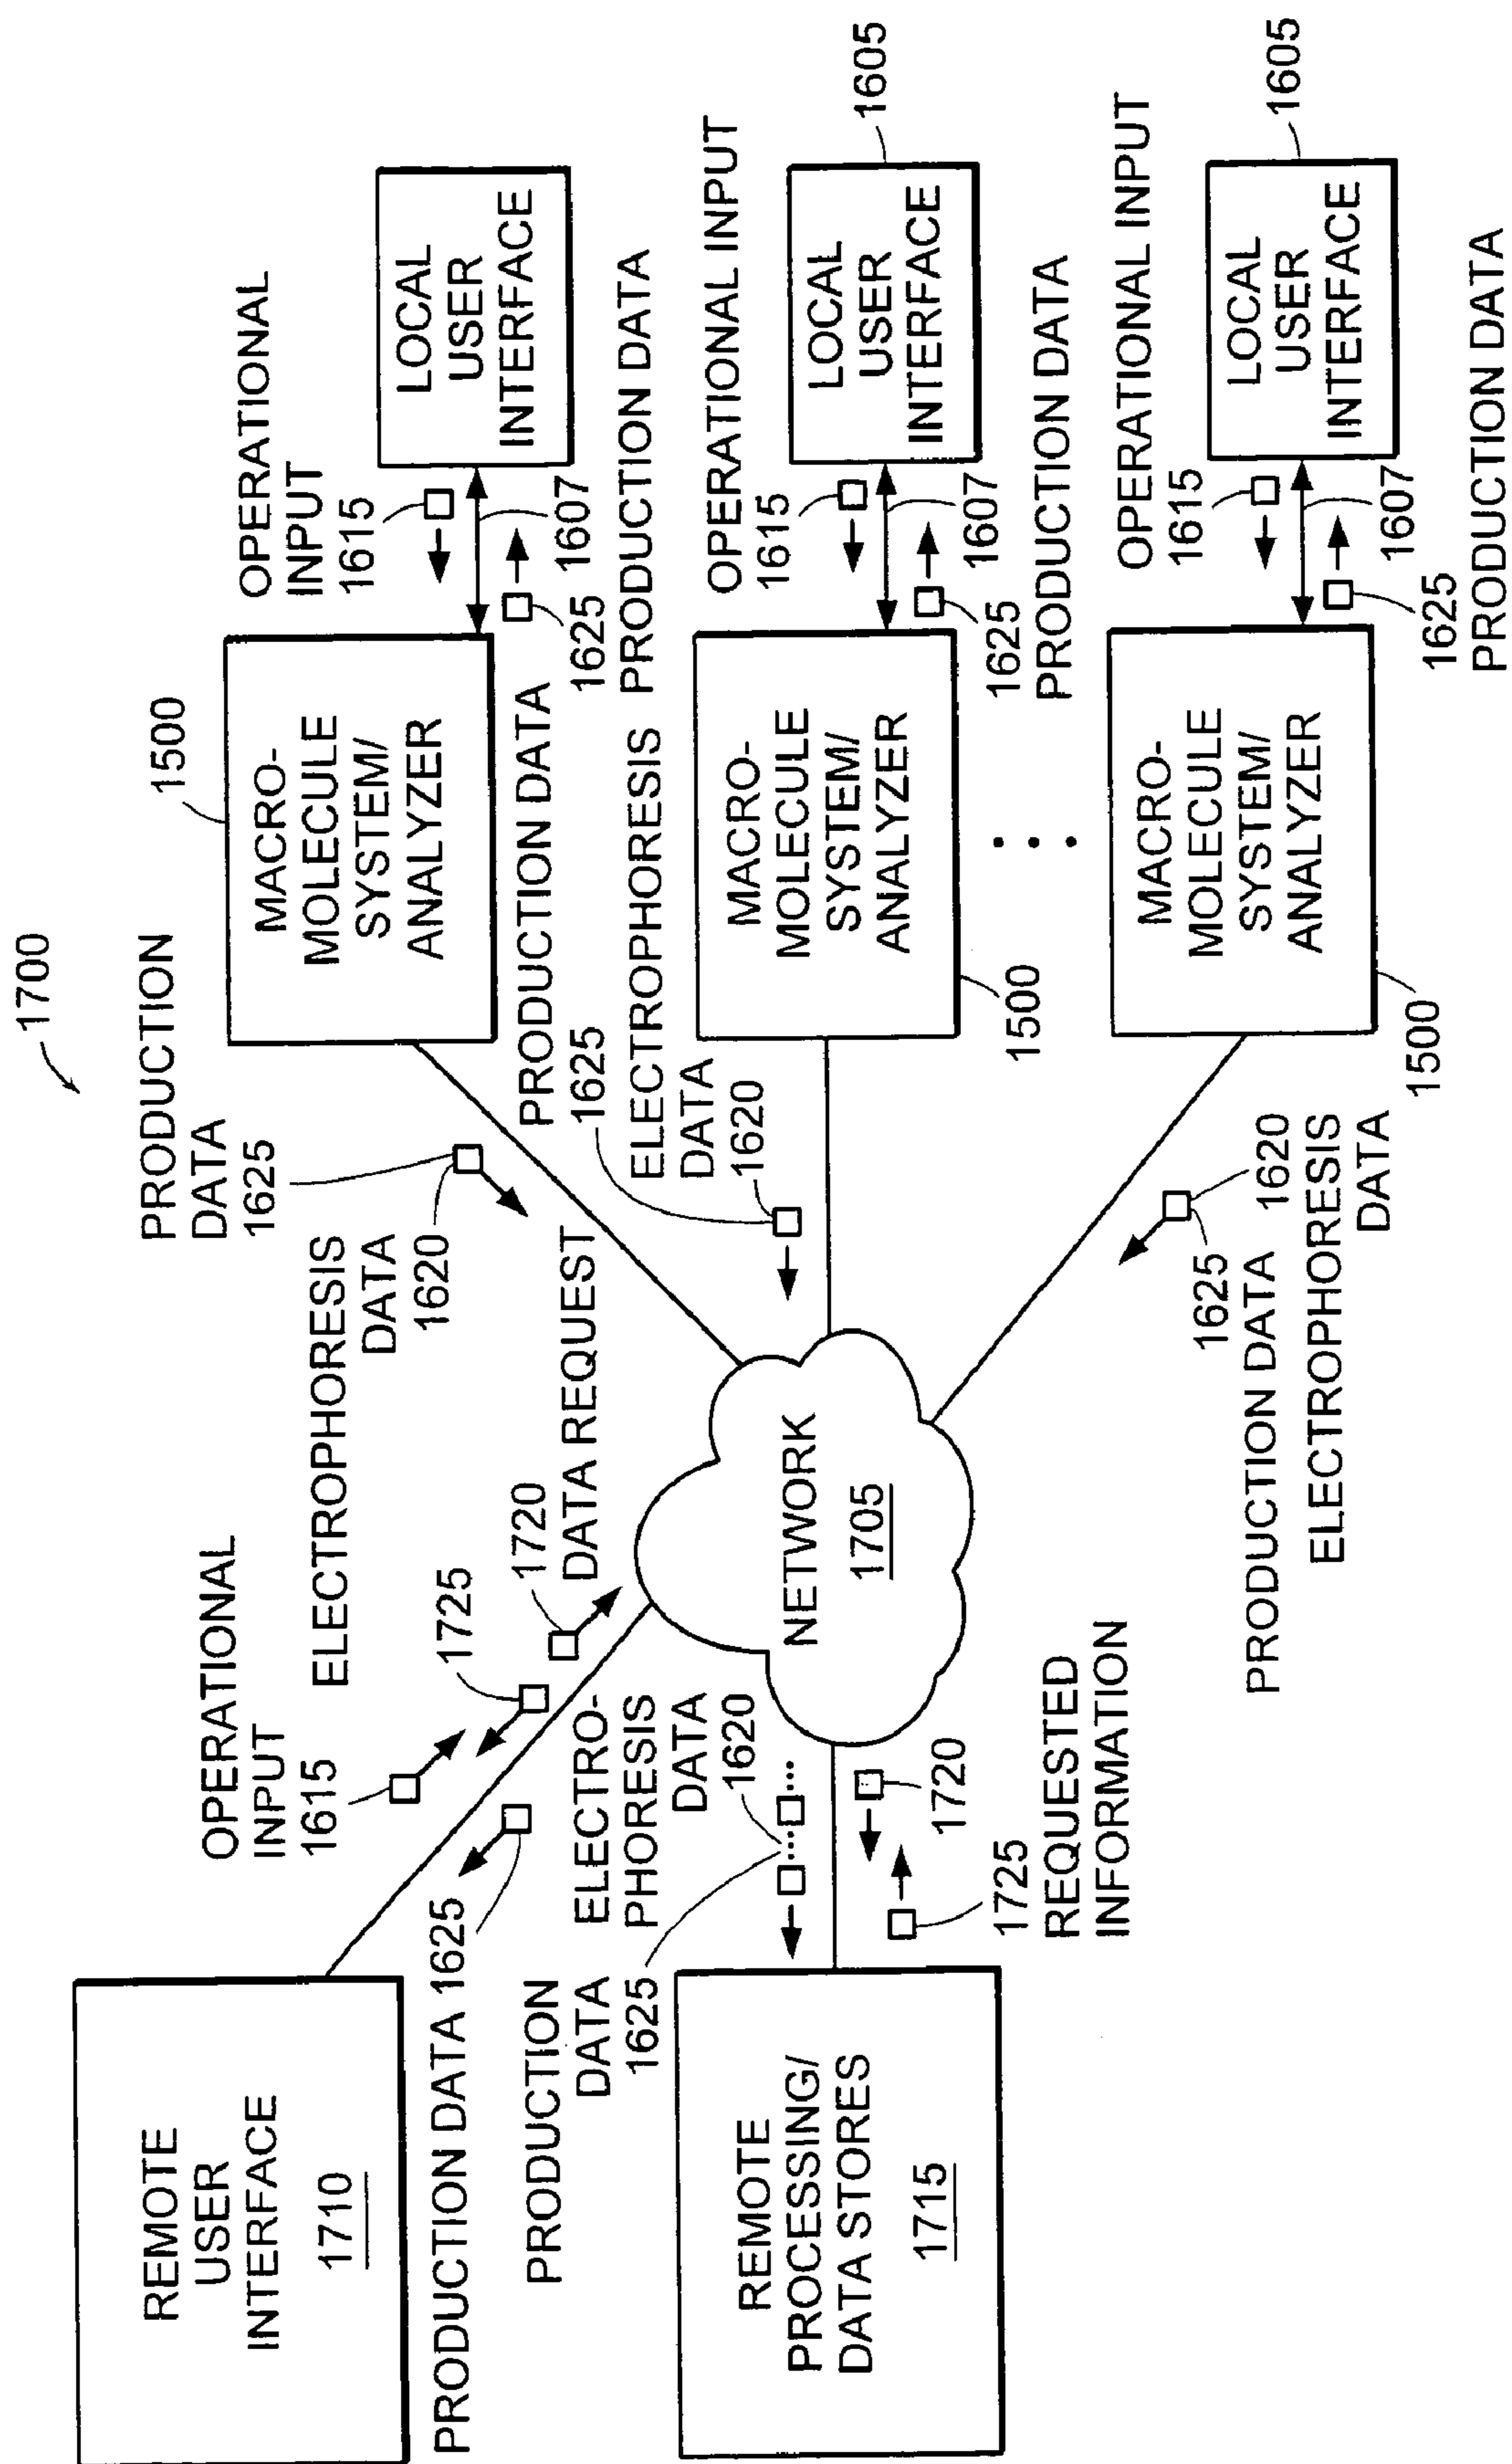 1700
REMOTE
USER
INTERFACE
1710
OPERATIONAL
INPUT
1615
1725
1720
DATA REQUEST
PRODUCTION DATA 1625
PRODUCTION
DATA
1625
ELECTRO-
PHORESIS
DATA
1620
REMOTE
PROCESSING/
DATA STORES
1715
1720
1725
REQUESTED
INFORMATION
NETWORK
1705
PRODUCTION
DATA
1625
ELECTROPHORESIS
DATA
1620
1500
MACRO-
MOLECULE
SYSTEM/
ANALYZER
OPERATIONAL
INPUT
1615
1607
1625
PRODUCTION DATA
LOCAL
USER
INTERFACE
PRODUCTION DATA
1625
ELECTROPHORESIS
DATA
1620
MACRO-
MOLECULE
SYSTEM/
ANALYZER
1500
OPERATIONAL INPUT
1615
1607
1625
PRODUCTION DATA
LOCAL
USER
INTERFACE
1605
1620
1625
PRODUCTION DATA
ELECTROPHORESIS
DATA
MACRO-
MOLECULE
SYSTEM/
ANALYZER
1500
OPERATIONAL INPUT
1615
1607
1625
PRODUCTION DATA
LOCAL
USER
INTERFACE
1605